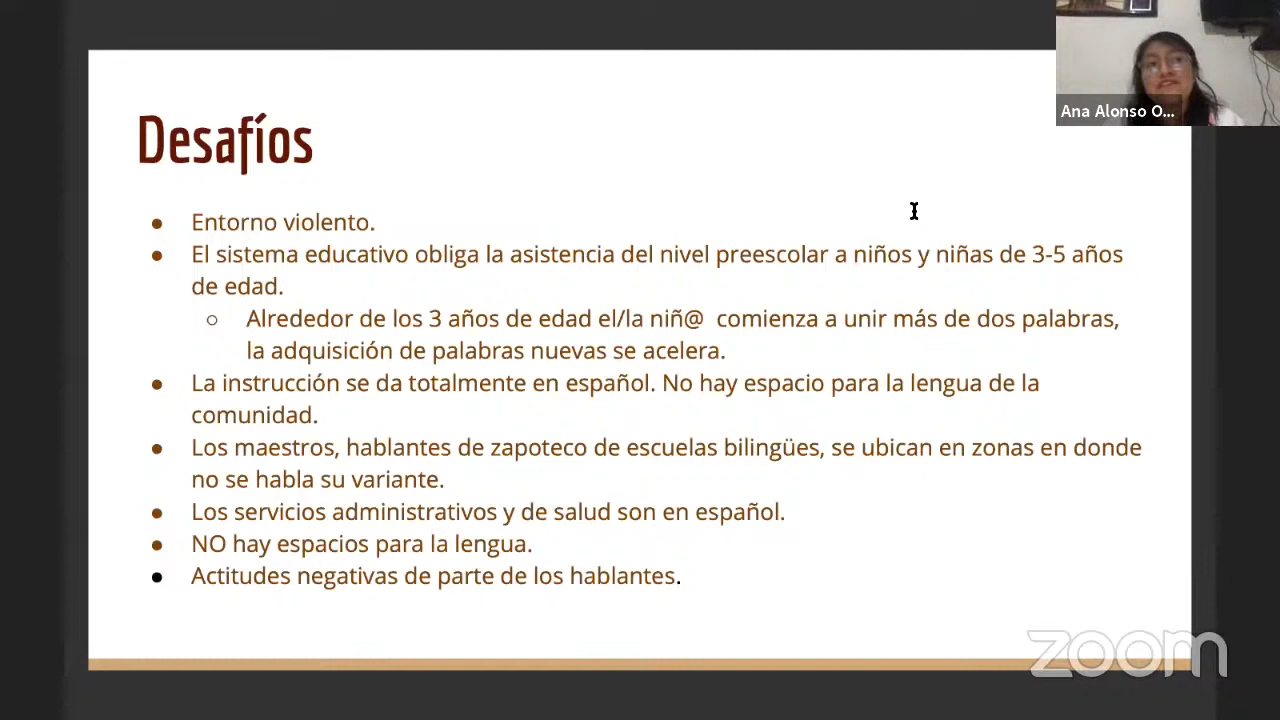 Ana Alonso O...
Desafíos
● Entorno violento.
● El sistema educativo obliga la asistencia del nivel preescolar a niños y niñas de 3-5 años
de edad.
○ Alrededor de los 3 años de edad el/la niñ@ comienza a unir más de dos palabras,
la adquisición de palabras nuevas se acelera.
● La instrucción se da totalmente en español. No hay espacio para la lengua de la
comunidad.
● Los maestros, hablantes de zapoteco de escuelas bilingües, se ubican en zonas en donde
no se habla su variante.
● Los servicios administrativos y de salud son en español.
● NO hay espacios para la lengua.
● Actitudes negativas de parte de los hablantes.
zoom